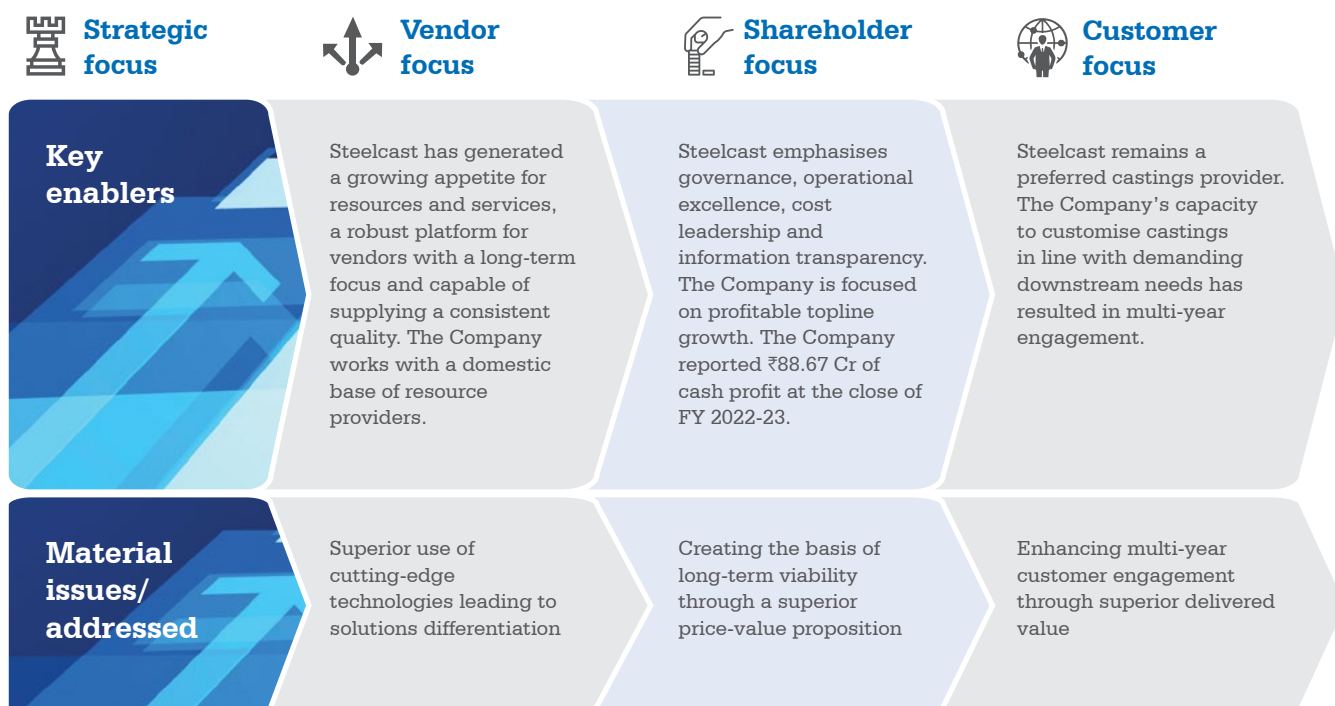 Strategic
focus
Vendor
focus
Shareholder
focus
Customer
focus
Key
enablers
Steelcast has generated
a growing appetite for
resources and services,
a robust platform for
vendors with a long-term
focus and capable of
supplying a consistent
quality. The Company
works with a domestic
base of resource
providers.
Steelcast emphasises
governance, operational
excellence, cost
leadership and
information transparency.
The Company is focused
on profitable topline
growth. The Company
reported ₹88.67 Cr of
cash profit at the close of
FY 2022-23.
Steelcast remains a
preferred castings provider.
The Company's capacity
to customise castings
in line with demanding
downstream needs has
resulted in multi-year
engagement.
Material
issues/
addressed
Superior use of
cutting-edge
technologies leading to
solutions differentiation
Creating the basis of
long-term viability
through a superior
price-value proposition
Enhancing multi-year
customer engagement
through superior delivered
value